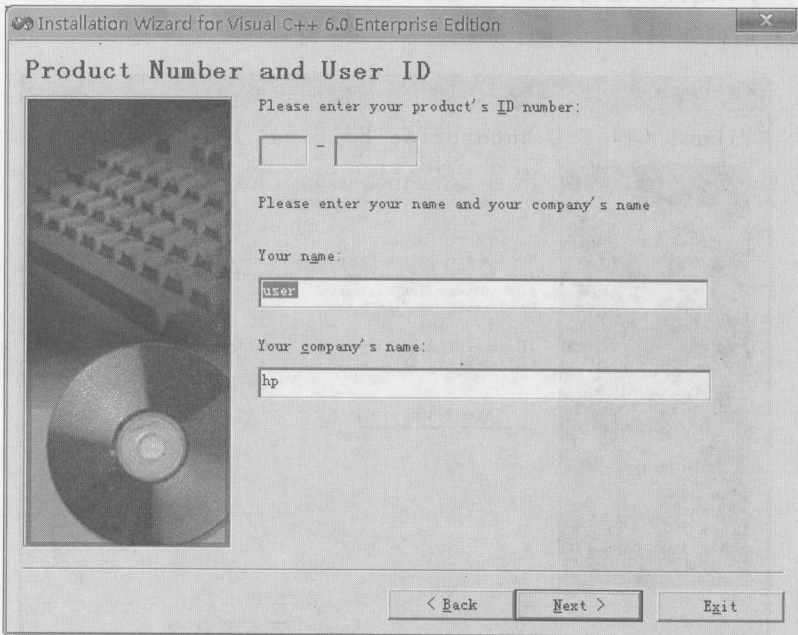 Installation Wizard for Visual C++ 6.0 Enterprise Edition
Product Number and User ID
Please enter your product's ID number:
-
Please enter your name and your company's name
Your name:
user
Your company's name:
hp
< Back
Next >
Exit